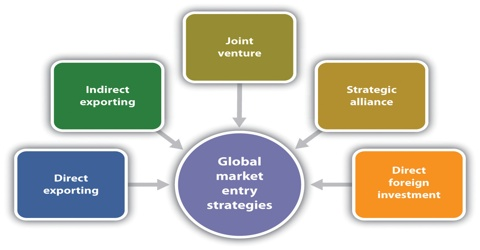 Joint
venture
Indirect
exporting
Strategic
alliance
Direct
exporting
Global
market
entry
strategies
Direct
foreign
investment